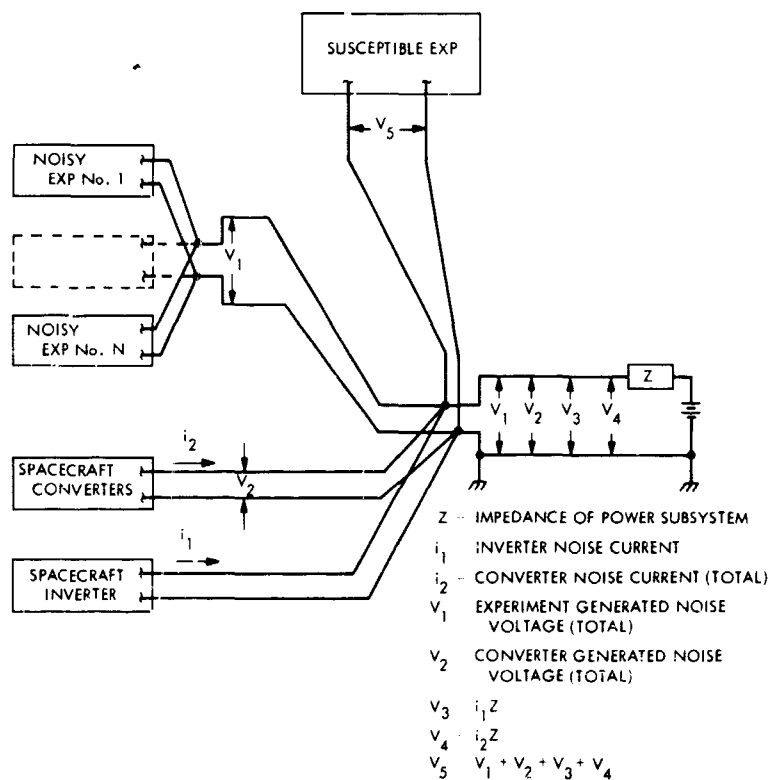 SUSCEPTIBLE EXP
V5
NOISY
EXP No. 1
V1
NOISY
EXP No. N
V1 V2 V3 V4
Z
i2
SPACECRAFT
CONVERTERS
V2
i1
SPACECRAFT
INVERTER
Z - IMPEDANCE OF POWER SUBSYSTEM
i1 INVERTER NOISE CURRENT
i2 - CONVERTER NOISE CURRENT (TOTAL)
V1 EXPERIMENT GENERATED NOISE
VOLTAGE (TOTAL)
V2 CONVERTER GENERATED NOISE
VOLTAGE (TOTAL)
V3 i1Z
V4 - i2Z
V5 V1 + V2 + V3 + V4